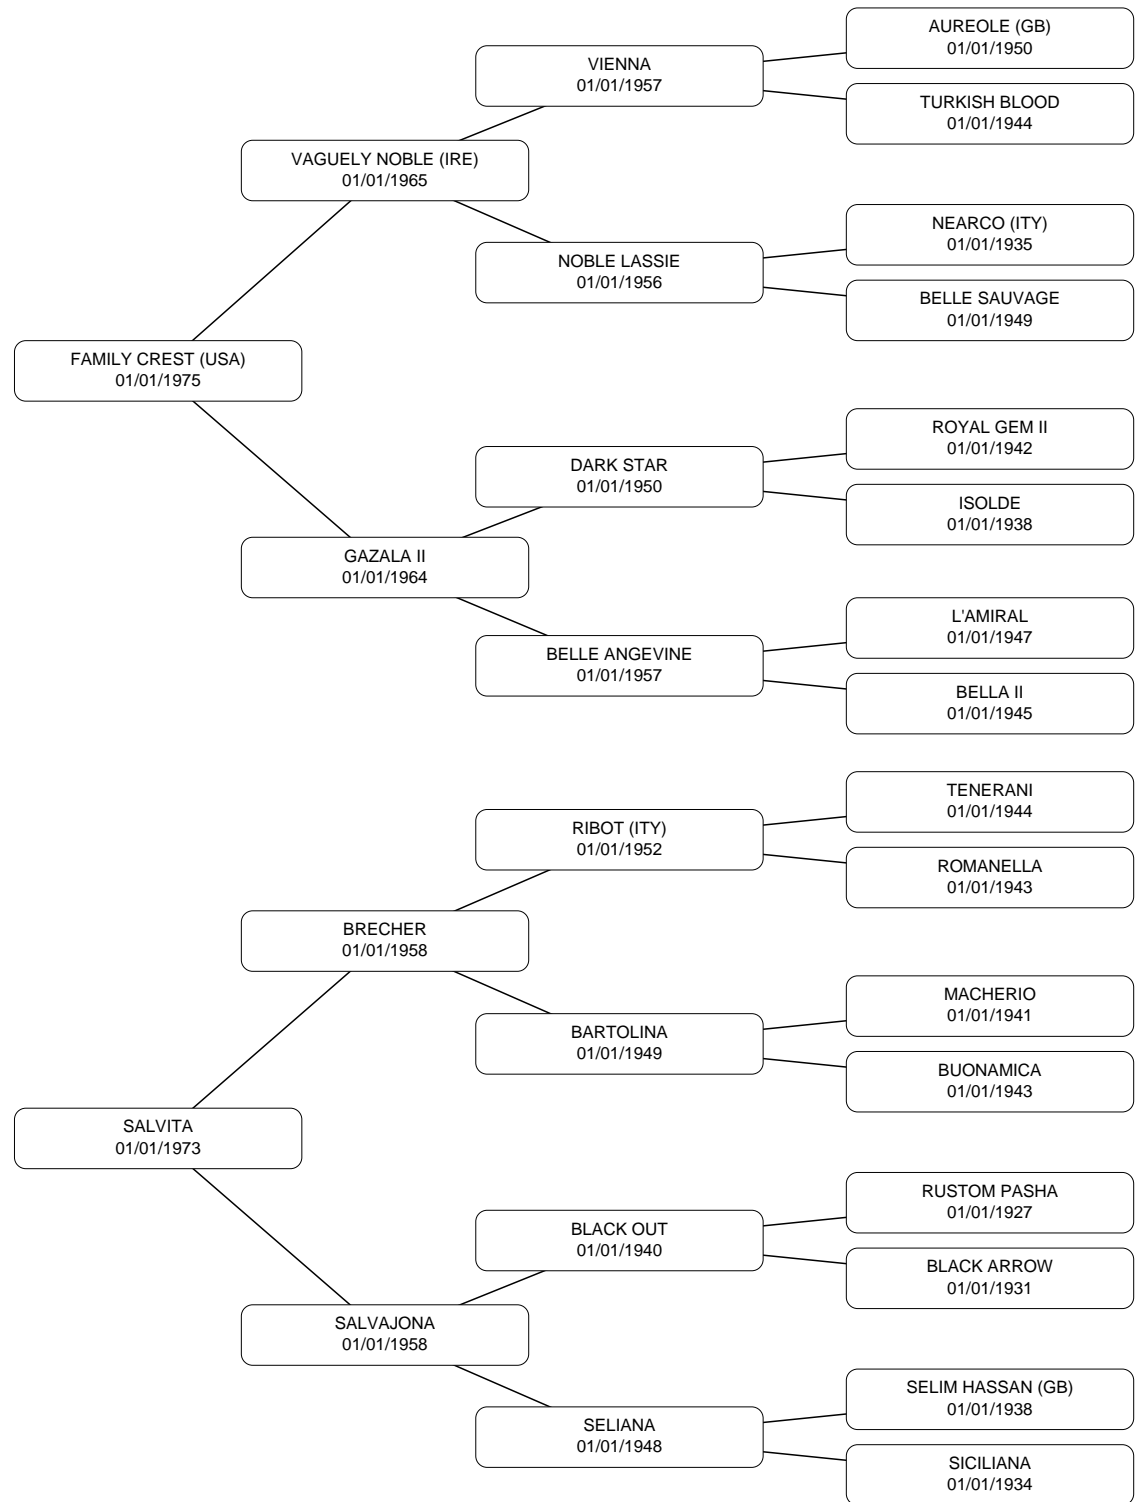 AUREOLE (GB)
01/01/1950
VIENNA
01/01/1957
TURKISH BLOOD
01/01/1944
VAGUELY NOBLE (IRE)
01/01/1965
NEARCO (ITY)
01/01/1935
NOBLE LASSIE
01/01/1956
BELLE SAUVAGE
01/01/1949
FAMILY CREST (USA)
01/01/1975
ROYAL GEM II
01/01/1942
DARK STAR
01/01/1950
ISOLDE
01/01/1938
GAZALA II
01/01/1964
L'AMIRAL
01/01/1947
BELLE ANGEVINE
01/01/1957
BELLA II
01/01/1945
TENERANI
01/01/1944
RIBOT (ITY)
01/01/1952
ROMANELLA
01/01/1943
BRECHER
01/01/1958
MACHERIO
01/01/1941
BARTOLINA
01/01/1949
BUONAMICA
01/01/1943
SALVITA
01/01/1973
RUSTOM PASHA
01/01/1927
BLACK OUT
01/01/1940
BLACK ARROW
01/01/1931
SALVAJONA
01/01/1958
SELIM HASSAN (GB)
01/01/1938
SELIANA
01/01/1948
SICILIANA
01/01/1934